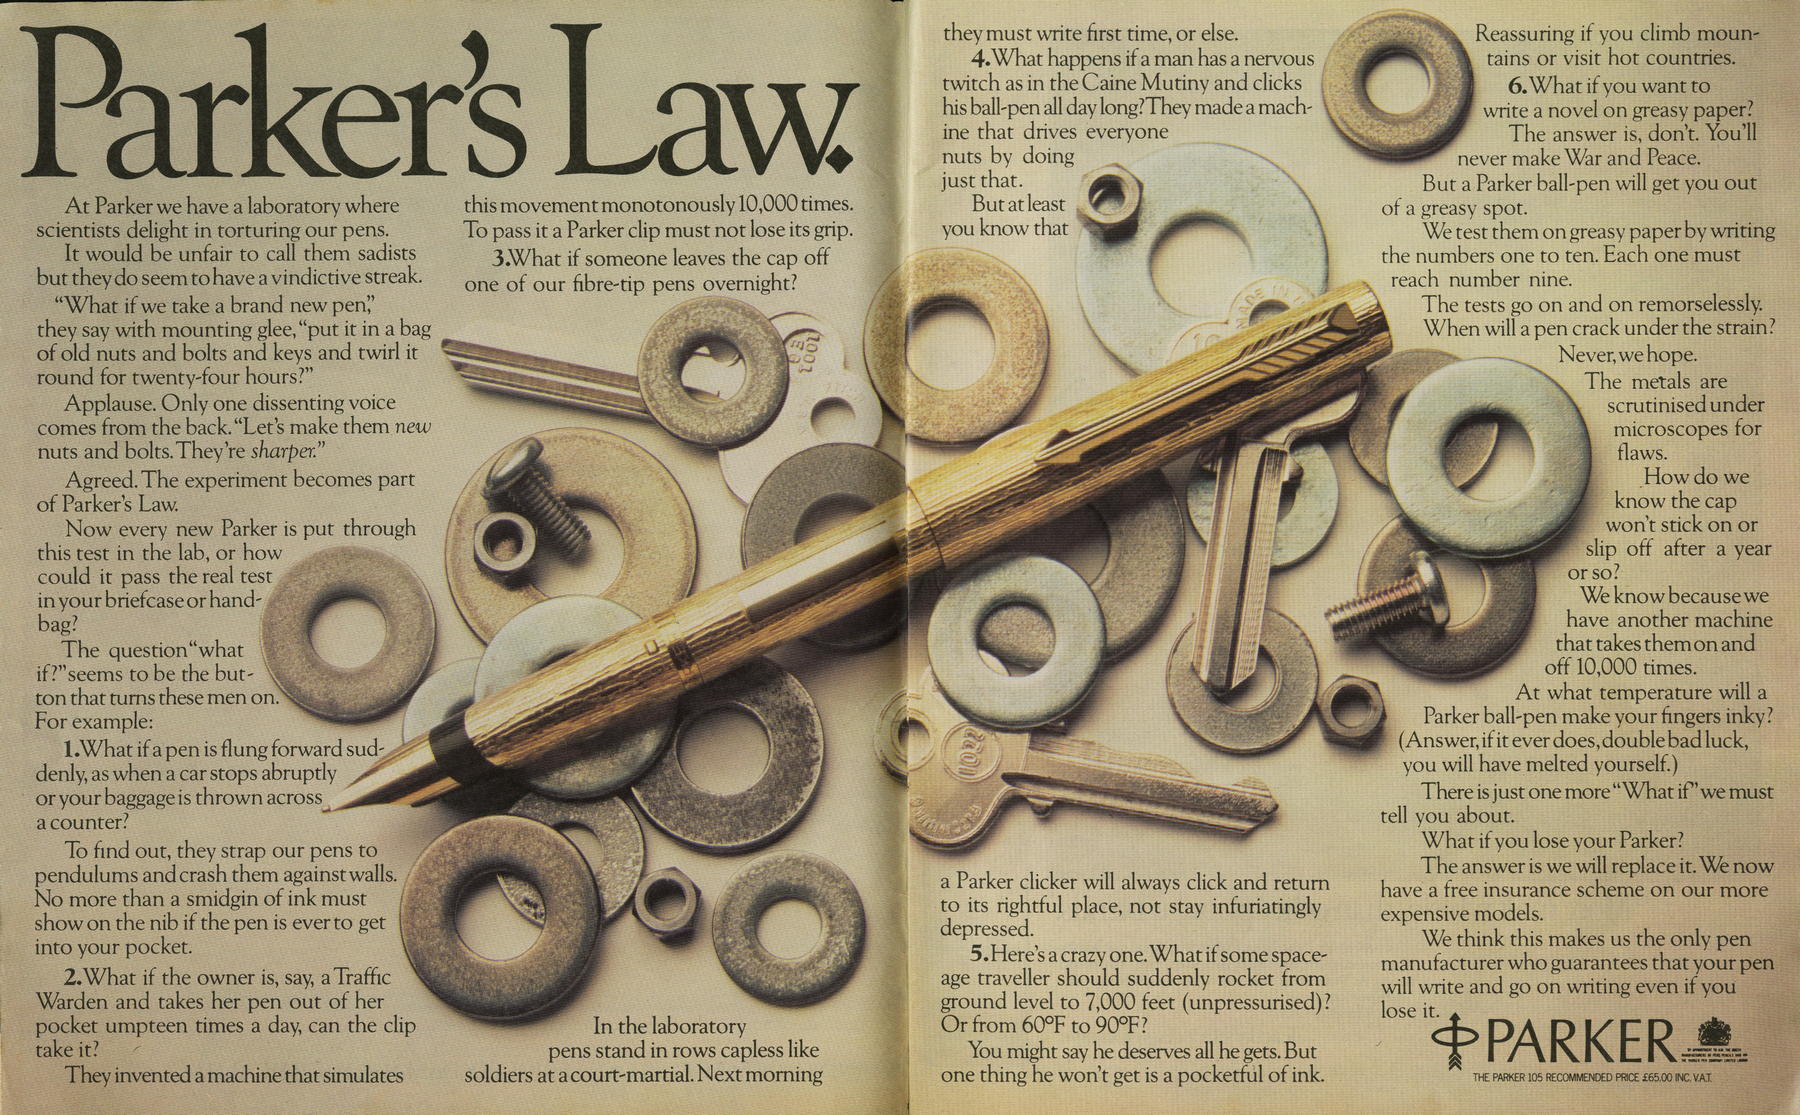 Parker's Law.
At Parker we have a laboratory where
scientists delight in torturing our pens.
It would be unfair to call them sadists
but they do seem to have a vindictive streak.
“What if we take a brand new pen,”
they say with mounting glee, “put it in a bag
of old nuts and bolts and keys and twirl it
round for twenty-four hours?”
Applause. Only one dissenting voice
comes from the back. “Let's make them new
nuts and bolts. They're sharper.”
Agreed. The experiment becomes part
of Parker's Law.
Now every new Parker is put through
this test in the lab, or how
could it pass the real test
in your briefcase or hand-
bag?
The question “what
if?” seems to be the but-
ton that turns these men on.
For example:
1. What if a pen is flung forward sud-
denly, as when a car stops abruptly
or your baggage is thrown across
a counter?
To find out, they strap our pens to
pendulums and crash them against walls.
No more than a smidgin of ink must
show on the nib if the pen is ever to get
into your pocket.
2. What if the owner is, say, a Traffic
Warden and takes her pen out of her
pocket umpteen times a day, can the clip
take it?
They invented a machine that simulates
this movement monotonously 10,000 times.
To pass it a Parker clip must not lose its grip.
3. What if someone leaves the cap off
one of our fibre-tip pens overnight?
In the laboratory
pens stand in rows capless like
soldiers at a court-martial. Next morning
they must write first time, or else.
4. What happens if a man has a nervous
twitch as in the Caine Mutiny and clicks
his ball-pen all day long? They made a mach-
ine that drives everyone
nuts by doing
just that.
But at least
you know that
MADE IN
a Parker clicker will always click and return
to its rightful place, not stay infuriatingly
depressed.
5. Here's a crazy one. What if some space-
age traveller should suddenly rocket from
ground level to 7,000 feet (unpressurised)?
Or from 60°F to 90°F?
You might say he deserves all he gets. But
one thing he won't get is a pocketful of ink.
Reassuring if you climb moun-
tains or visit hot countries.
6. What if you want to
write a novel on greasy paper?
The answer is, don't. You'll
never make War and Peace.
But a Parker ball-pen will get you out
of a greasy spot.
We test them on greasy paper by writing
the numbers one to ten. Each one must
reach number nine.
The tests go on and on remorselessly.
When will a pen crack under the strain?
Never, we hope.
The metals are
scrutinised under
microscopes for
flaws.
How do we
know the cap
won't stick on or
slip off after a year
or so?
We know because we
have another machine
that takes them on and
off 10,000 times.
At what temperature will a
Parker ball-pen make your fingers inky?
(Answer, if it ever does, double bad luck,
you will have melted yourself.)
There is just one more “What if” we must
tell you about.
What if you lose your Parker?
The answer is we will replace it. We now
have a free insurance scheme on our more
expensive models.
We think this makes us the only pen
manufacturer who guarantees that your pen
will write and go on writing even if you
lose it.
PARKER
THE PARKER 105 RECOMMENDED PRICE £65.00 INC. V.A.T.